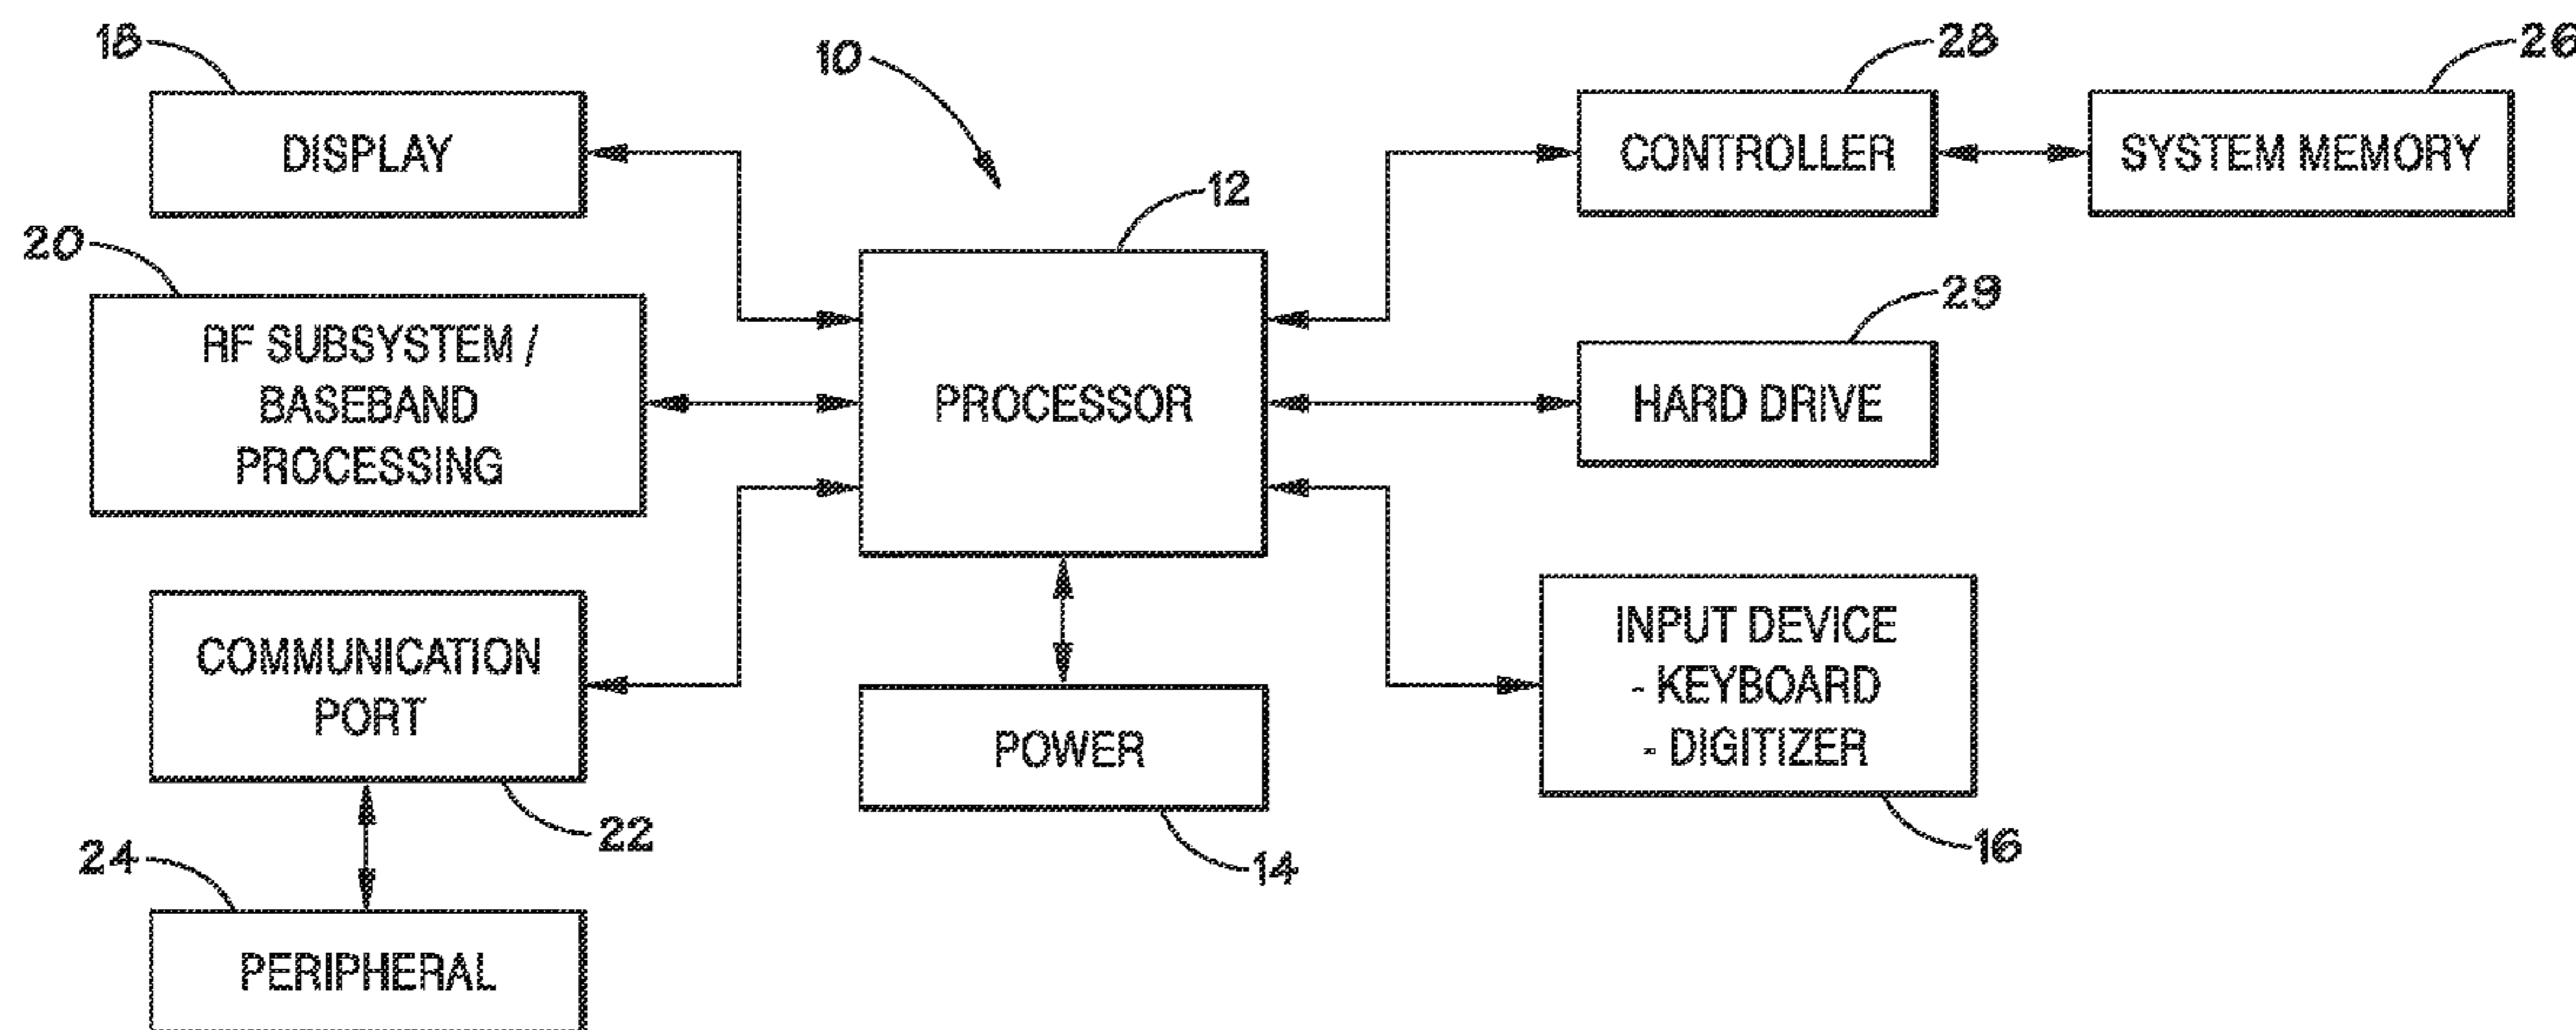 18
10
28
26
DISPLAY
CONTROLLER
SYSTEM MEMORY
12
20
RF SUBSYSTEM /
BASEBAND
PROCESSING
PROCESSOR
29
HARD DRIVE
COMMUNICATION
PORT
22
POWER
14
INPUT DEVICE
- KEYBOARD
- DIGITIZER
16
24
PERIPHERAL